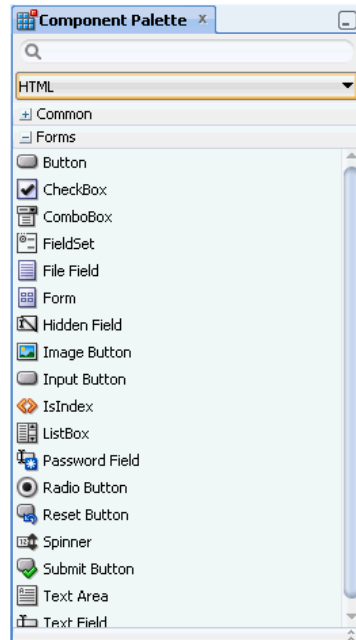 Component Palette
HTML
Common
Forms
Button
CheckBox
ComboBox
FieldSet
File Field
Form
Hidden Field
Image Button
Input Button
IsIndex
ListBox
Password Field
Radio Button
Reset Button
Spinner
Submit Button
Text Area
Text Field